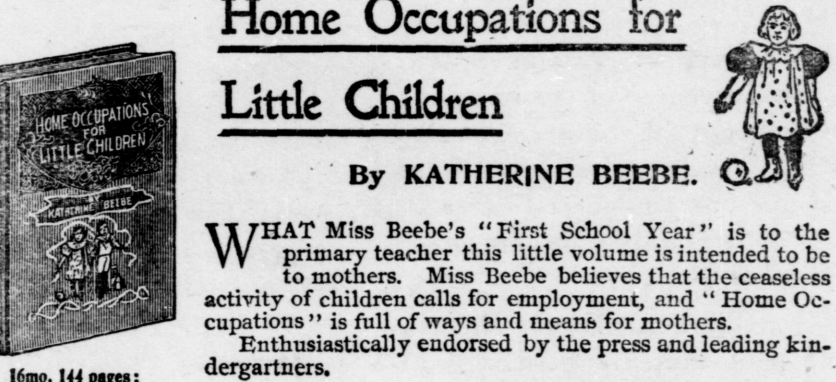 Home Occupations for
Little Children
By KATHERINE BEEBE.
HOME OCCUPATIONS
FOR
LITTLE CHILDREN
BY
KATHERINE BEEBE
WHAT Miss Beebe's "First School Year" is to the
primary teacher this little volume is intended to be
to mothers. Miss Beebe believes that the ceaseless
activity of children calls for employment, and "Home Oc-
cupations" is full of ways and means for mothers.
Enthusiastically endorsed by the press and leading kin-
dergartners.
16mo, 144 pages;